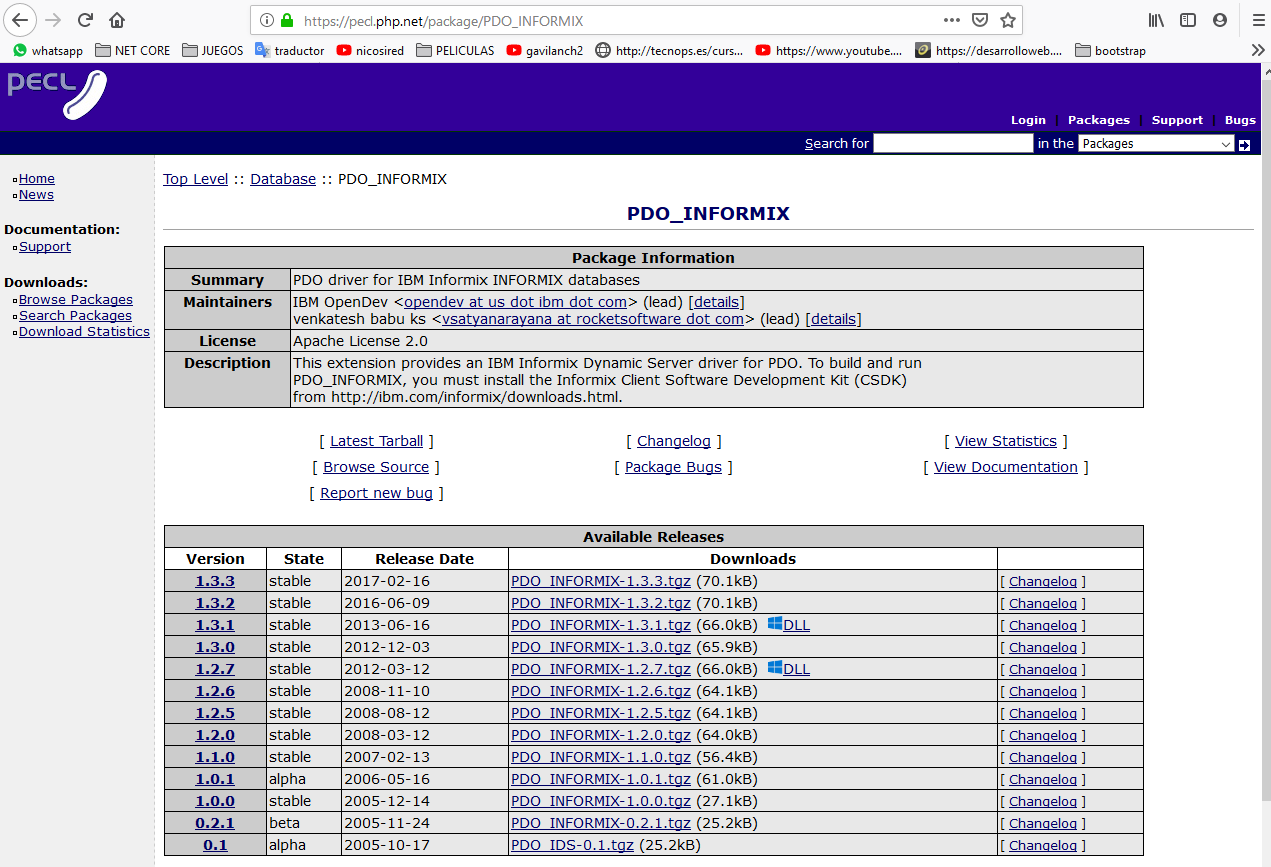 https://pecl.php.net/package/PDO_INFORMIX
whatsapp NET CORE JUEGOS traductor nicosired PELICULAS gavilanch2 http://tecnops.es/curs... https://www.youtube.... https://desarrolloweb.... bootstrap
PECL
Login Packages Support Bugs
Search for in the Packages
Home
News
Documentation:
Support
Downloads:
Browse Packages
Search Packages
Download Statistics
Top Level :: Database :: PDO_INFORMIX
PDO_INFORMIX
Package Information
Summary PDO driver for IBM Informix INFORMIX databases
Maintainers IBM OpenDev <opendev at us dot ibm dot com> (lead) [details]
venkatesh babu ks <vsatyanarayana at rocketsoftware dot com> (lead) [details]
License Apache License 2.0
Description This extension provides an IBM Informix Dynamic Server driver for PDO. To build and run
PDO_INFORMIX, you must install the Informix Client Software Development Kit (CSDK)
from http://ibm.com/informix/downloads.html.
[ Latest Tarball ] [ Changelog ] [ View Statistics ]
[ Browse Source ] [ Package Bugs ] [ View Documentation ]
[ Report new bug ]
Available Releases
Version State Release Date Downloads
1.3.3 stable 2017-02-16 PDO_INFORMIX-1.3.3.tgz (70.1kB) [ Changelog ]
1.3.2 stable 2016-06-09 PDO_INFORMIX-1.3.2.tgz (70.1kB) [ Changelog ]
1.3.1 stable 2013-06-16 PDO_INFORMIX-1.3.1.tgz (66.0kB) DLL [ Changelog ]
1.3.0 stable 2012-12-03 PDO_INFORMIX-1.3.0.tgz (65.9kB) [ Changelog ]
1.2.7 stable 2012-03-12 PDO_INFORMIX-1.2.7.tgz (66.0kB) DLL [ Changelog ]
1.2.6 stable 2008-11-10 PDO_INFORMIX-1.2.6.tgz (64.1kB) [ Changelog ]
1.2.5 stable 2008-08-12 PDO_INFORMIX-1.2.5.tgz (64.1kB) [ Changelog ]
1.2.0 stable 2008-03-12 PDO_INFORMIX-1.2.0.tgz (64.0kB) [ Changelog ]
1.1.0 stable 2007-02-13 PDO_INFORMIX-1.1.0.tgz (56.4kB) [ Changelog ]
1.0.1 alpha 2006-05-16 PDO_INFORMIX-1.0.1.tgz (61.0kB) [ Changelog ]
1.0.0 stable 2005-12-14 PDO_INFORMIX-1.0.0.tgz (27.1kB) [ Changelog ]
0.2.1 beta 2005-11-24 PDO_INFORMIX-0.2.1.tgz (25.2kB) [ Changelog ]
0.1 alpha 2005-10-17 PDO_IDS-0.1.tgz (25.2kB) [ Changelog ]